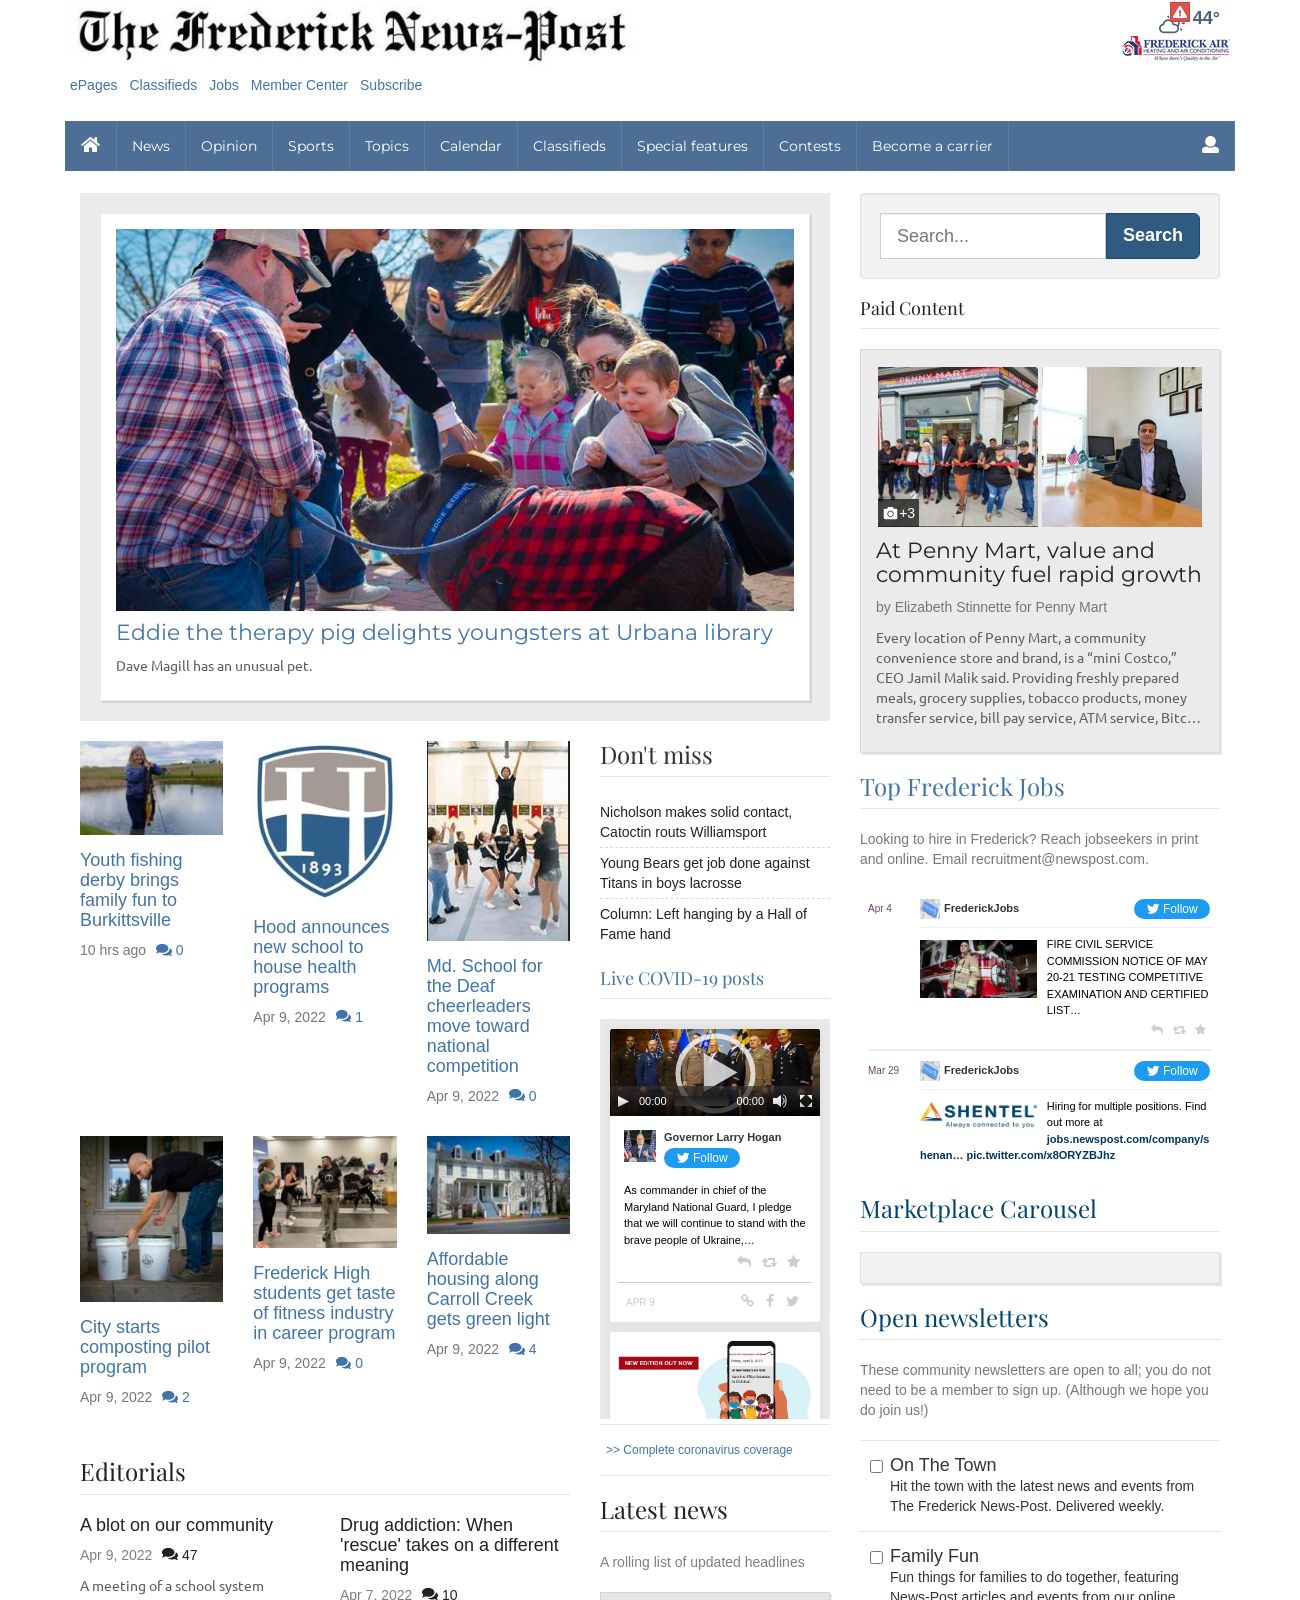 The Frederick News-Post
44°
FREDERICK AIR
HEATING AND AIR CONDITIONING
Where there's Quality in the Air
ePages Classifieds Jobs Member Center Subscribe
News Opinion Sports Topics Calendar Classifieds Special features Contests Become a carrier
EDDIE
Eddie the therapy pig delights youngsters at Urbana library
Dave Magill has an unusual pet.
Youth fishing
derby brings
family fun to
Burkittsville
10 hrs ago 0
H
1893
Hood announces
new school to
house health
programs
Apr 9, 2022 1
Md. School for
the Deaf
cheerleaders
move toward
national
competition
Apr 9, 2022 0
City starts
composting pilot
program
Apr 9, 2022 2
Frederick High
students get taste
of fitness industry
in career program
Apr 9, 2022 0
Affordable
housing along
Carroll Creek
gets green light
Apr 9, 2022 4
Editorials
A blot on our community
Apr 9, 2022 47
A meeting of a school system
Drug addiction: When
'rescue' takes on a different
meaning
Apr 7, 2022 10
Don't miss
Nicholson makes solid contact,
Catoctin routs Williamsport
Young Bears get job done against
Titans in boys lacrosse
Column: Left hanging by a Hall of
Fame hand
Live COVID-19 posts
00:00 00:00
Governor Larry Hogan
Follow
As commander in chief of the
Maryland National Guard, I pledge
that we will continue to stand with the
brave people of Ukraine,…
APR 9
NEW EDITION OUT NOW
>> Complete coronavirus coverage
Latest news
A rolling list of updated headlines
Search...
Search
Paid Content
PENNY MART
+3
At Penny Mart, value and
community fuel rapid growth
by Elizabeth Stinnette for Penny Mart
Every location of Penny Mart, a community
convenience store and brand, is a “mini Costco,”
CEO Jamil Malik said. Providing freshly prepared
meals, grocery supplies, tobacco products, money
transfer service, bill pay service, ATM service, Bitc…
Top Frederick Jobs
Looking to hire in Frederick? Reach jobseekers in print
and online. Email recruitment@newspost.com.
Apr 4
FrederickJobs
Follow
FIRE CIVIL SERVICE
COMMISSION NOTICE OF MAY
20-21 TESTING COMPETITIVE
EXAMINATION AND CERTIFIED
LIST…
Mar 29
FrederickJobs
Follow
SHENTEL
Always connected to you
Hiring for multiple positions. Find
out more at
jobs.newspost.com/company/s
henan… pic.twitter.com/x8ORYZBJhz
Marketplace Carousel
Open newsletters
These community newsletters are open to all; you do not
need to be a member to sign up. (Although we hope you
do join us!)
On The Town
Hit the town with the latest news and events from
The Frederick News-Post. Delivered weekly.
Family Fun
Fun things for families to do together, featuring
News-Post articles and events from our online